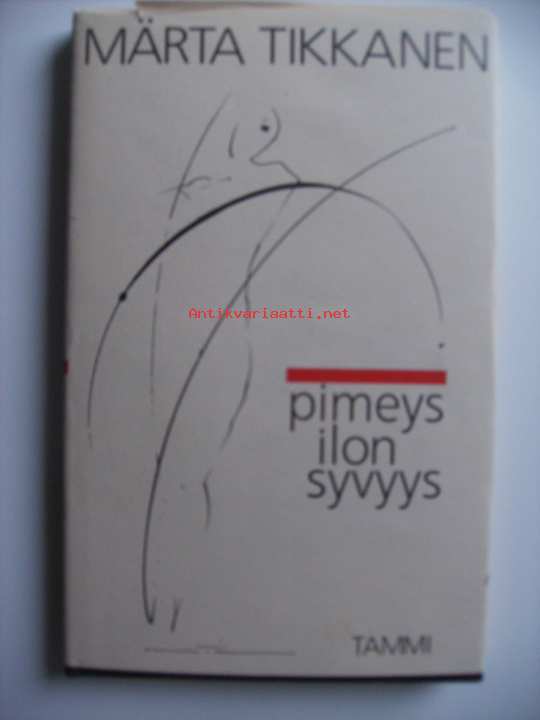 MÄRTA TIKKANEN
Antikvariaatti.net
pimeys
ilon
syvyys
TAMMI